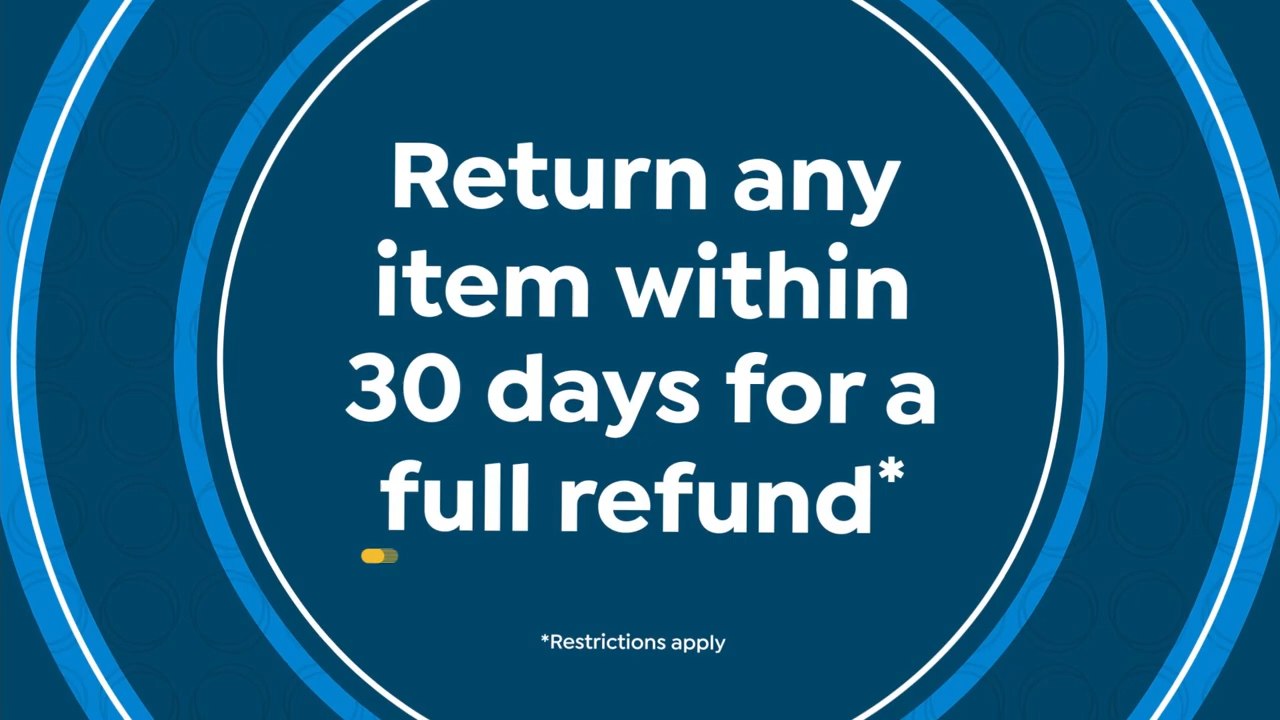 Return any
item within
30 days for a
full refund*
*Restrictions apply